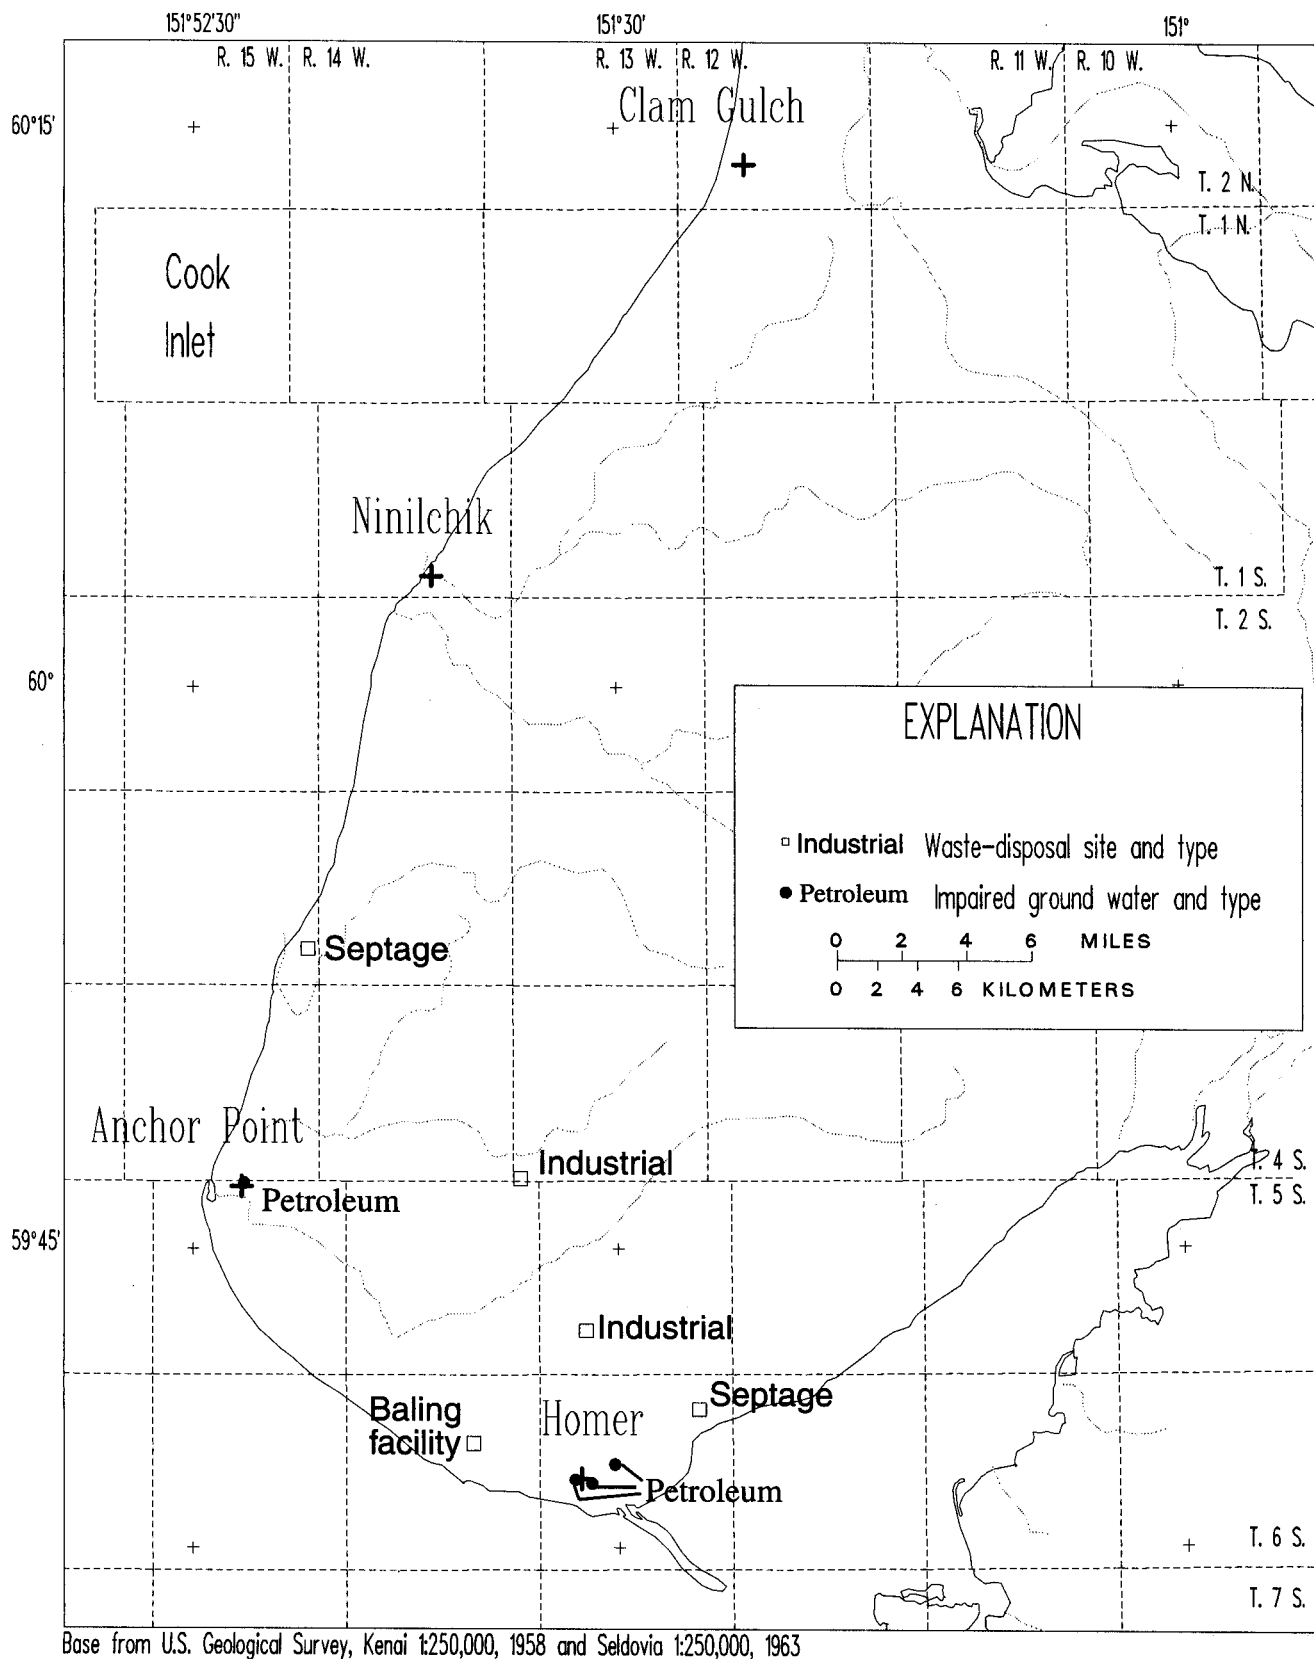 151°52'30"
151°30'
151°
R. 15 W.
R. 14 W.
R. 13 W.
R. 12 W.
R. 11 W.
R. 10 W.
Clam Gulch
60°15'
T. 2 N.
T. 1 N.
Cook
Inlet
Ninilchik
T. 1 S.
T. 2 S.
60°
EXPLANATION
Industrial Waste-disposal site and type
Petroleum Impaired ground water and type
0 2 4 6 MILES
0 2 4 6 KILOMETERS
Septage
Anchor Point
Industrial
T. 4 S.
T. 5 S.
Petroleum
59°45'
Industrial
Septage
Baling
facility
Homer
Petroleum
T. 6 S.
T. 7 S.
Base from U.S. Geological Survey, Kenai 1:250,000, 1958 and Seldovia 1:250,000, 1963